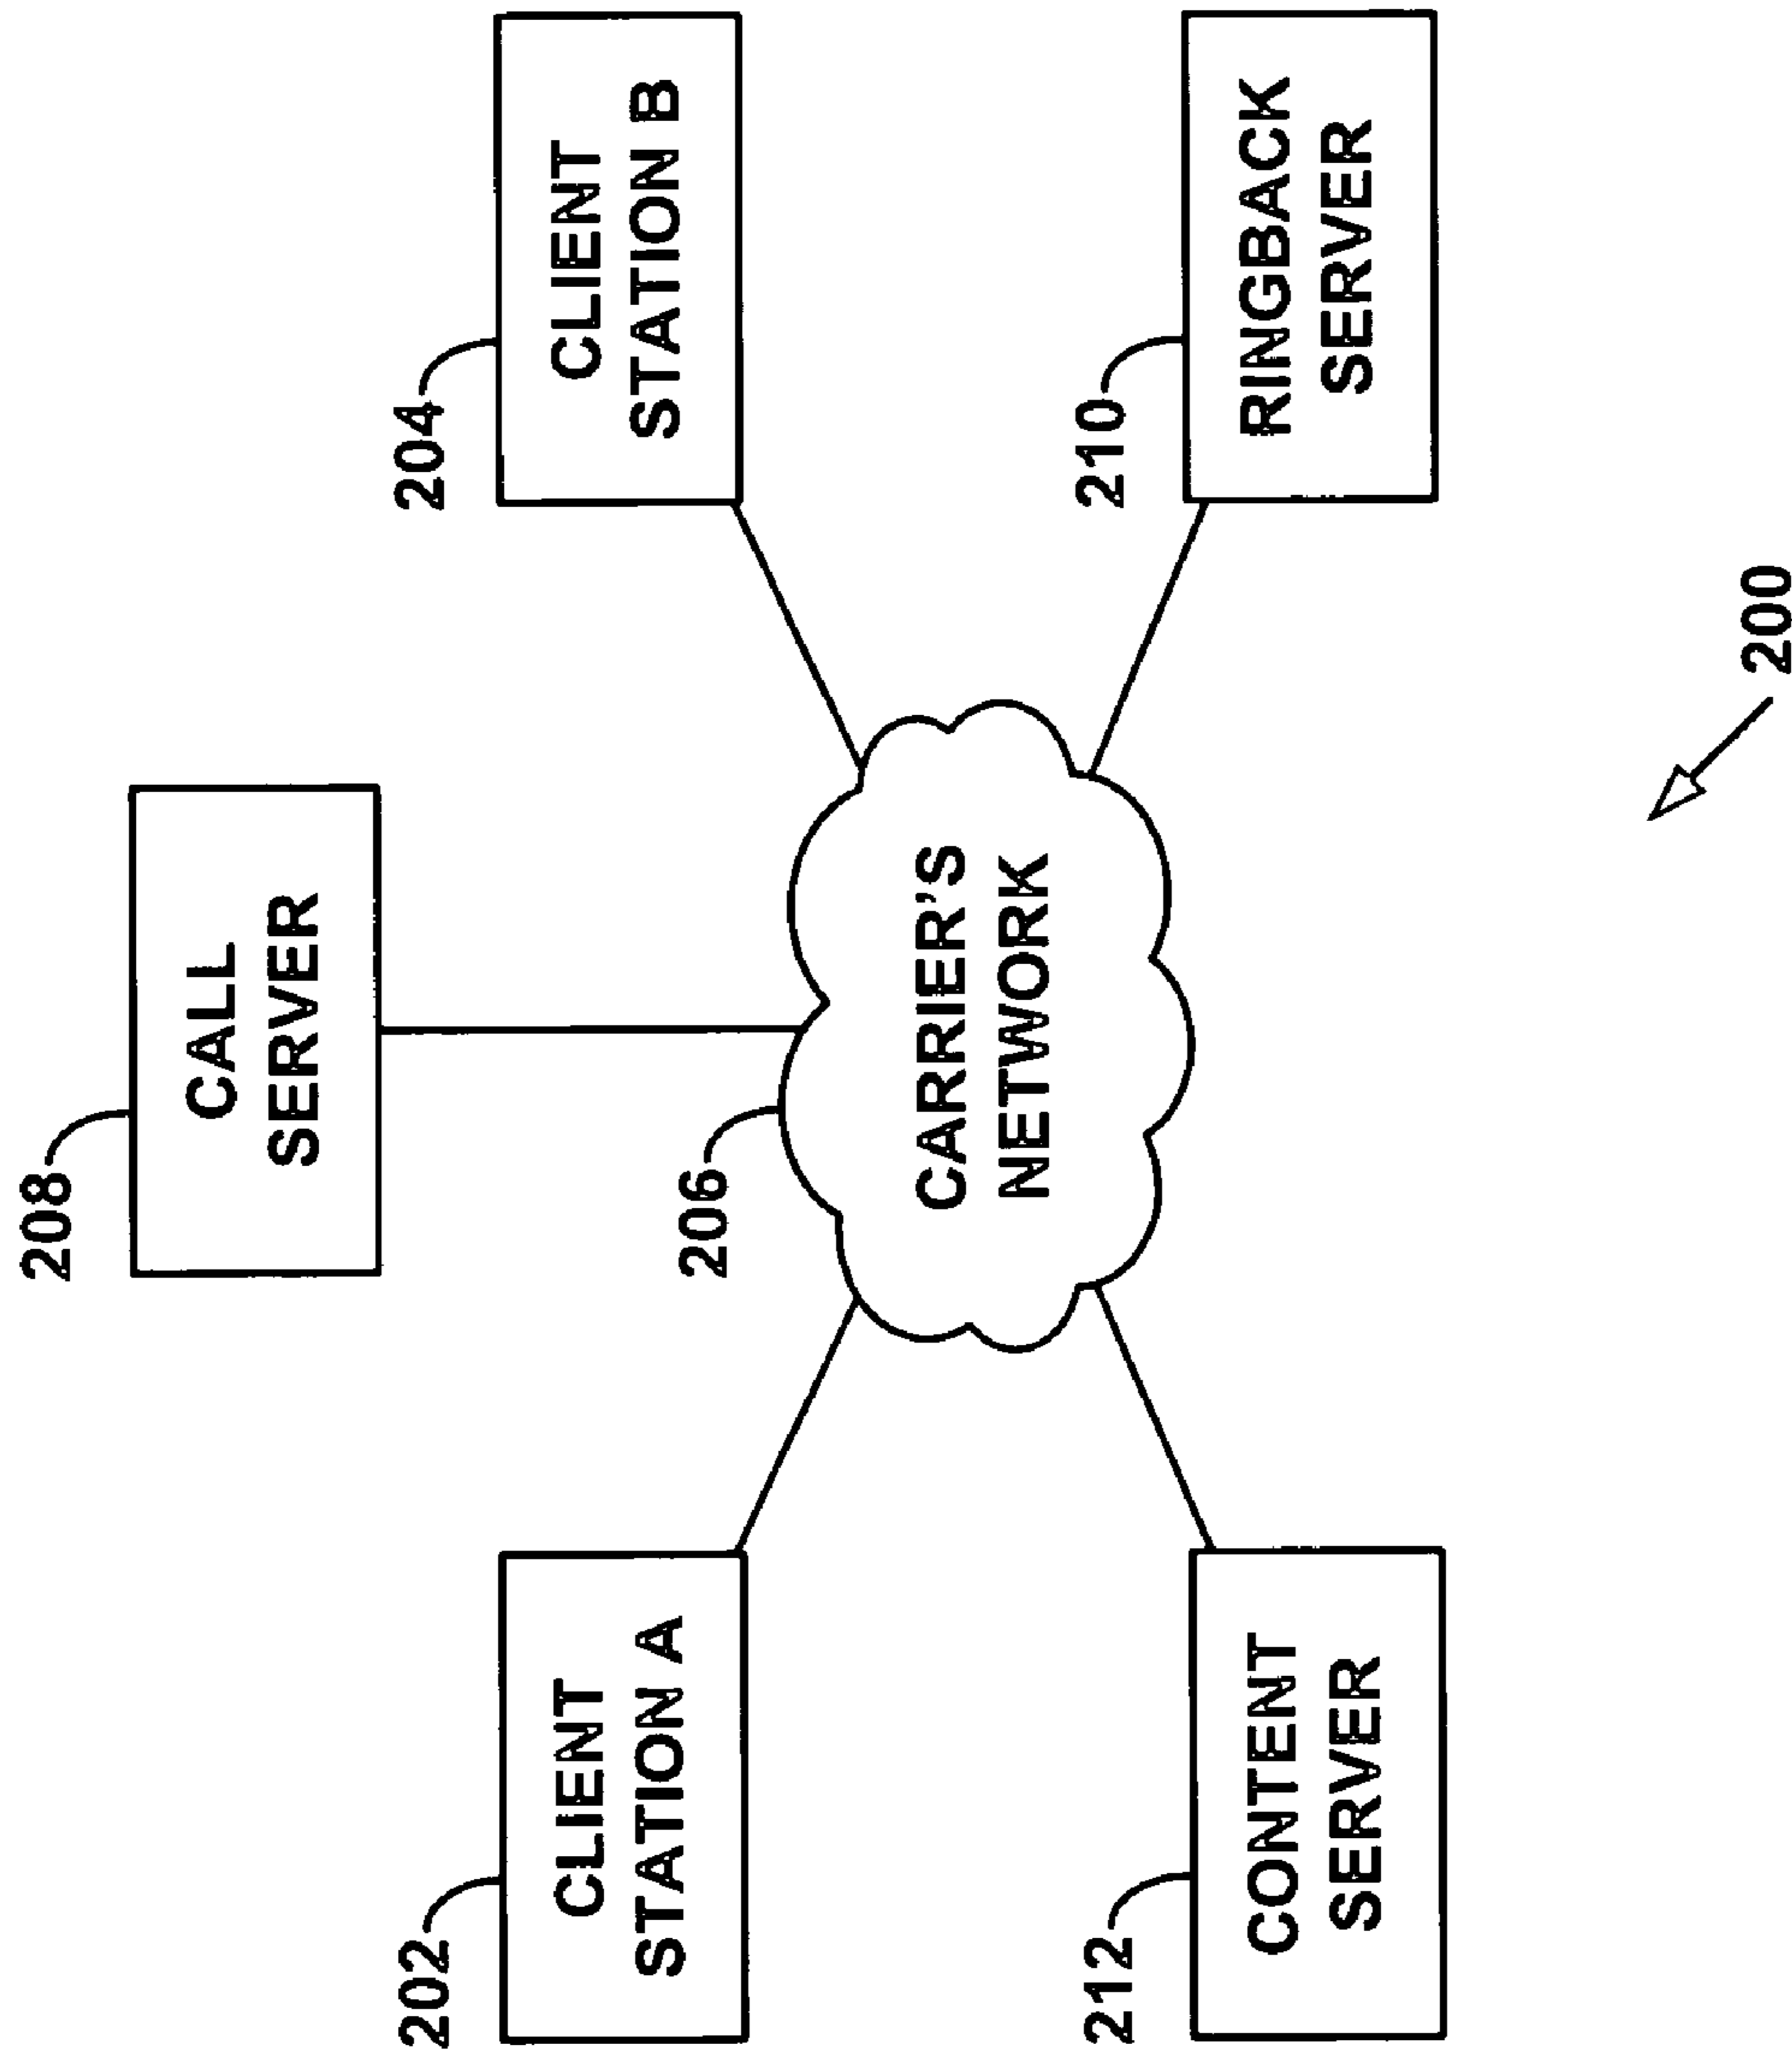 208
CALL
SERVER
202
CLIENT
STATION A
204
CLIENT
STATION B
206
CARRIER'S
NETWORK
212
CONTENT
SERVER
210
RINGBACK
SERVER
200